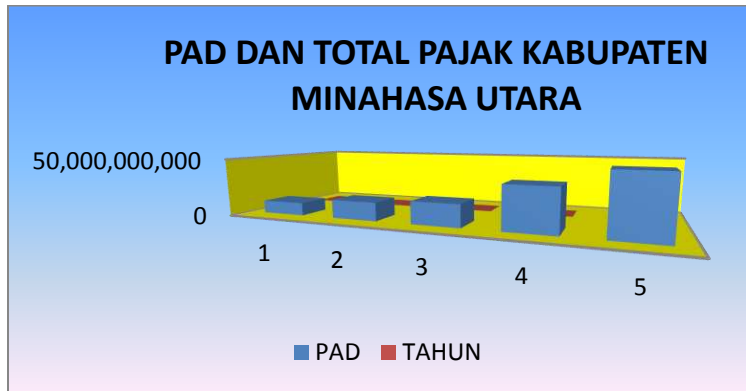 PAD DAN TOTAL PAJAK KABUPATEN
MINAHASA UTARA
50,000,000,000
0
1
2
3
4
5
PAD TAHUN